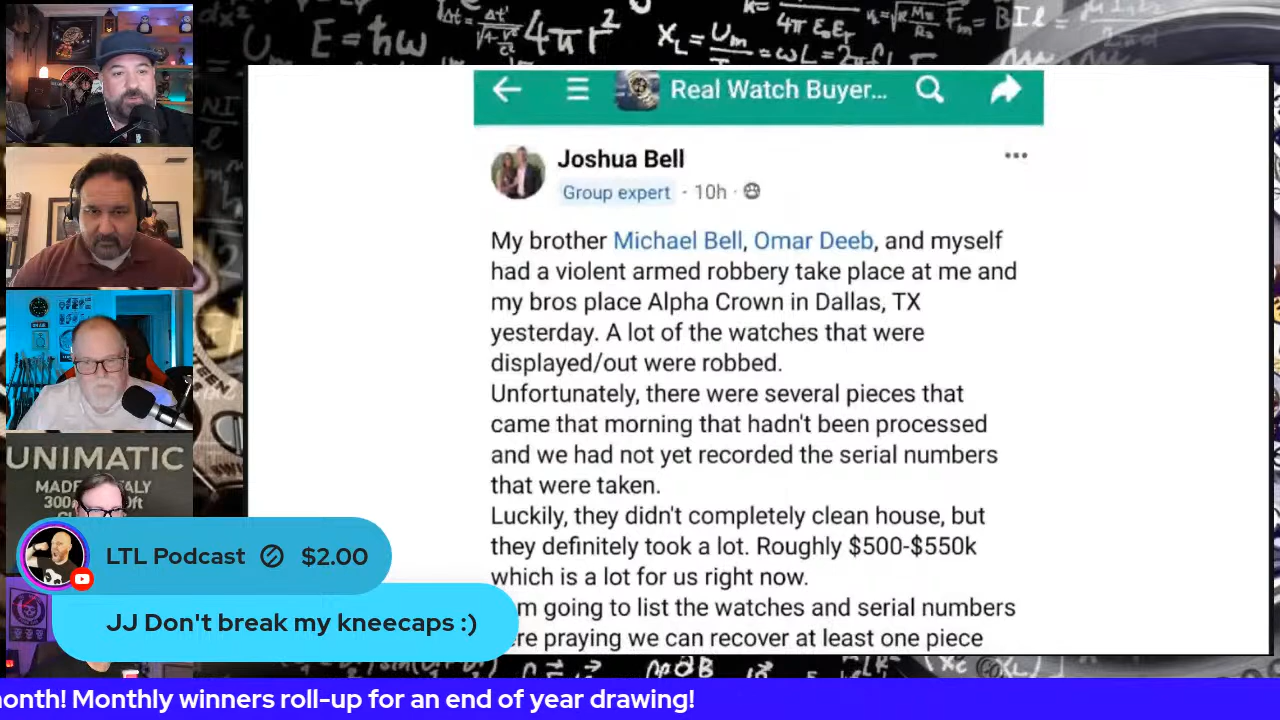 E = ħω
4πr²
Real Watch Buyer...
Joshua Bell
Group expert · 10h ·
My brother Michael Bell, Omar Deeb, and myself
had a violent armed robbery take place at me and
my bros place Alpha Crown in Dallas, TX
yesterday. A lot of the watches that were
displayed/out were robbed.
Unfortunately, there were several pieces that
came that morning that hadn't been processed
and we had not yet recorded the serial numbers
that were taken.
Luckily, they didn't completely clean house, but
they definitely took a lot. Roughly $500-$550k
which is a lot for us right now.
m going to list the watches and serial numbers
praying we can recover at least one piece
UNIMATIC
LTL Podcast $2.00
JJ Don't break my kneecaps :)
onth! Monthly winners roll-up for an end of year drawing!